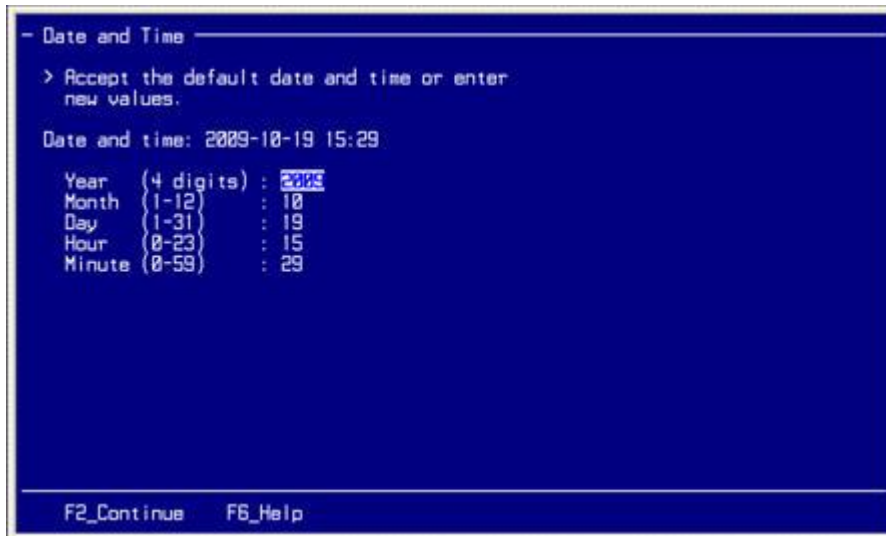 - Date and Time
> Accept the default date and time or enter
new values.
Date and time: 2009-10-19 15:29
Year (4 digits) : 2009
Month (1-12) : 10
Day (1-31) : 19
Hour (0-23) : 15
Minute (0-59) : 29
F2_Continue F6_Help